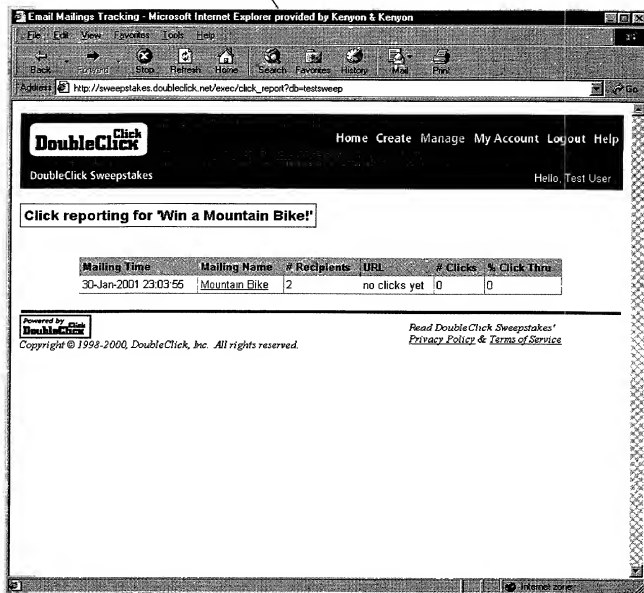 Email Mailings Tracking - Microsoft Internet Explorer provided by Kenyon & Kenyon
File Edit View Favorites Tools Help
Back Forward Stop Refresh Home Search Favorites History Mail Print
Address http://sweepstakes.doubleclick.net/exec/click_report?db=testsweep Go
DoubleClick Click
Home Create Manage My Account Logout Help
DoubleClick Sweepstakes Hello, Test User
Click reporting for 'Win a Mountain Bike!'
Mailing Time Mailing Name # Recipients URL # Clicks % Click Thru
30-Jan-2001 23:03:55 Mountain Bike 2 no clicks yet 0 0
Powered by Click
DoubleClick
Read DoubleClick Sweepstakes'
Copyright © 1998-2000, DoubleClick, Inc. All rights reserved.
Privacy Policy & Terms of Service
Internet zone